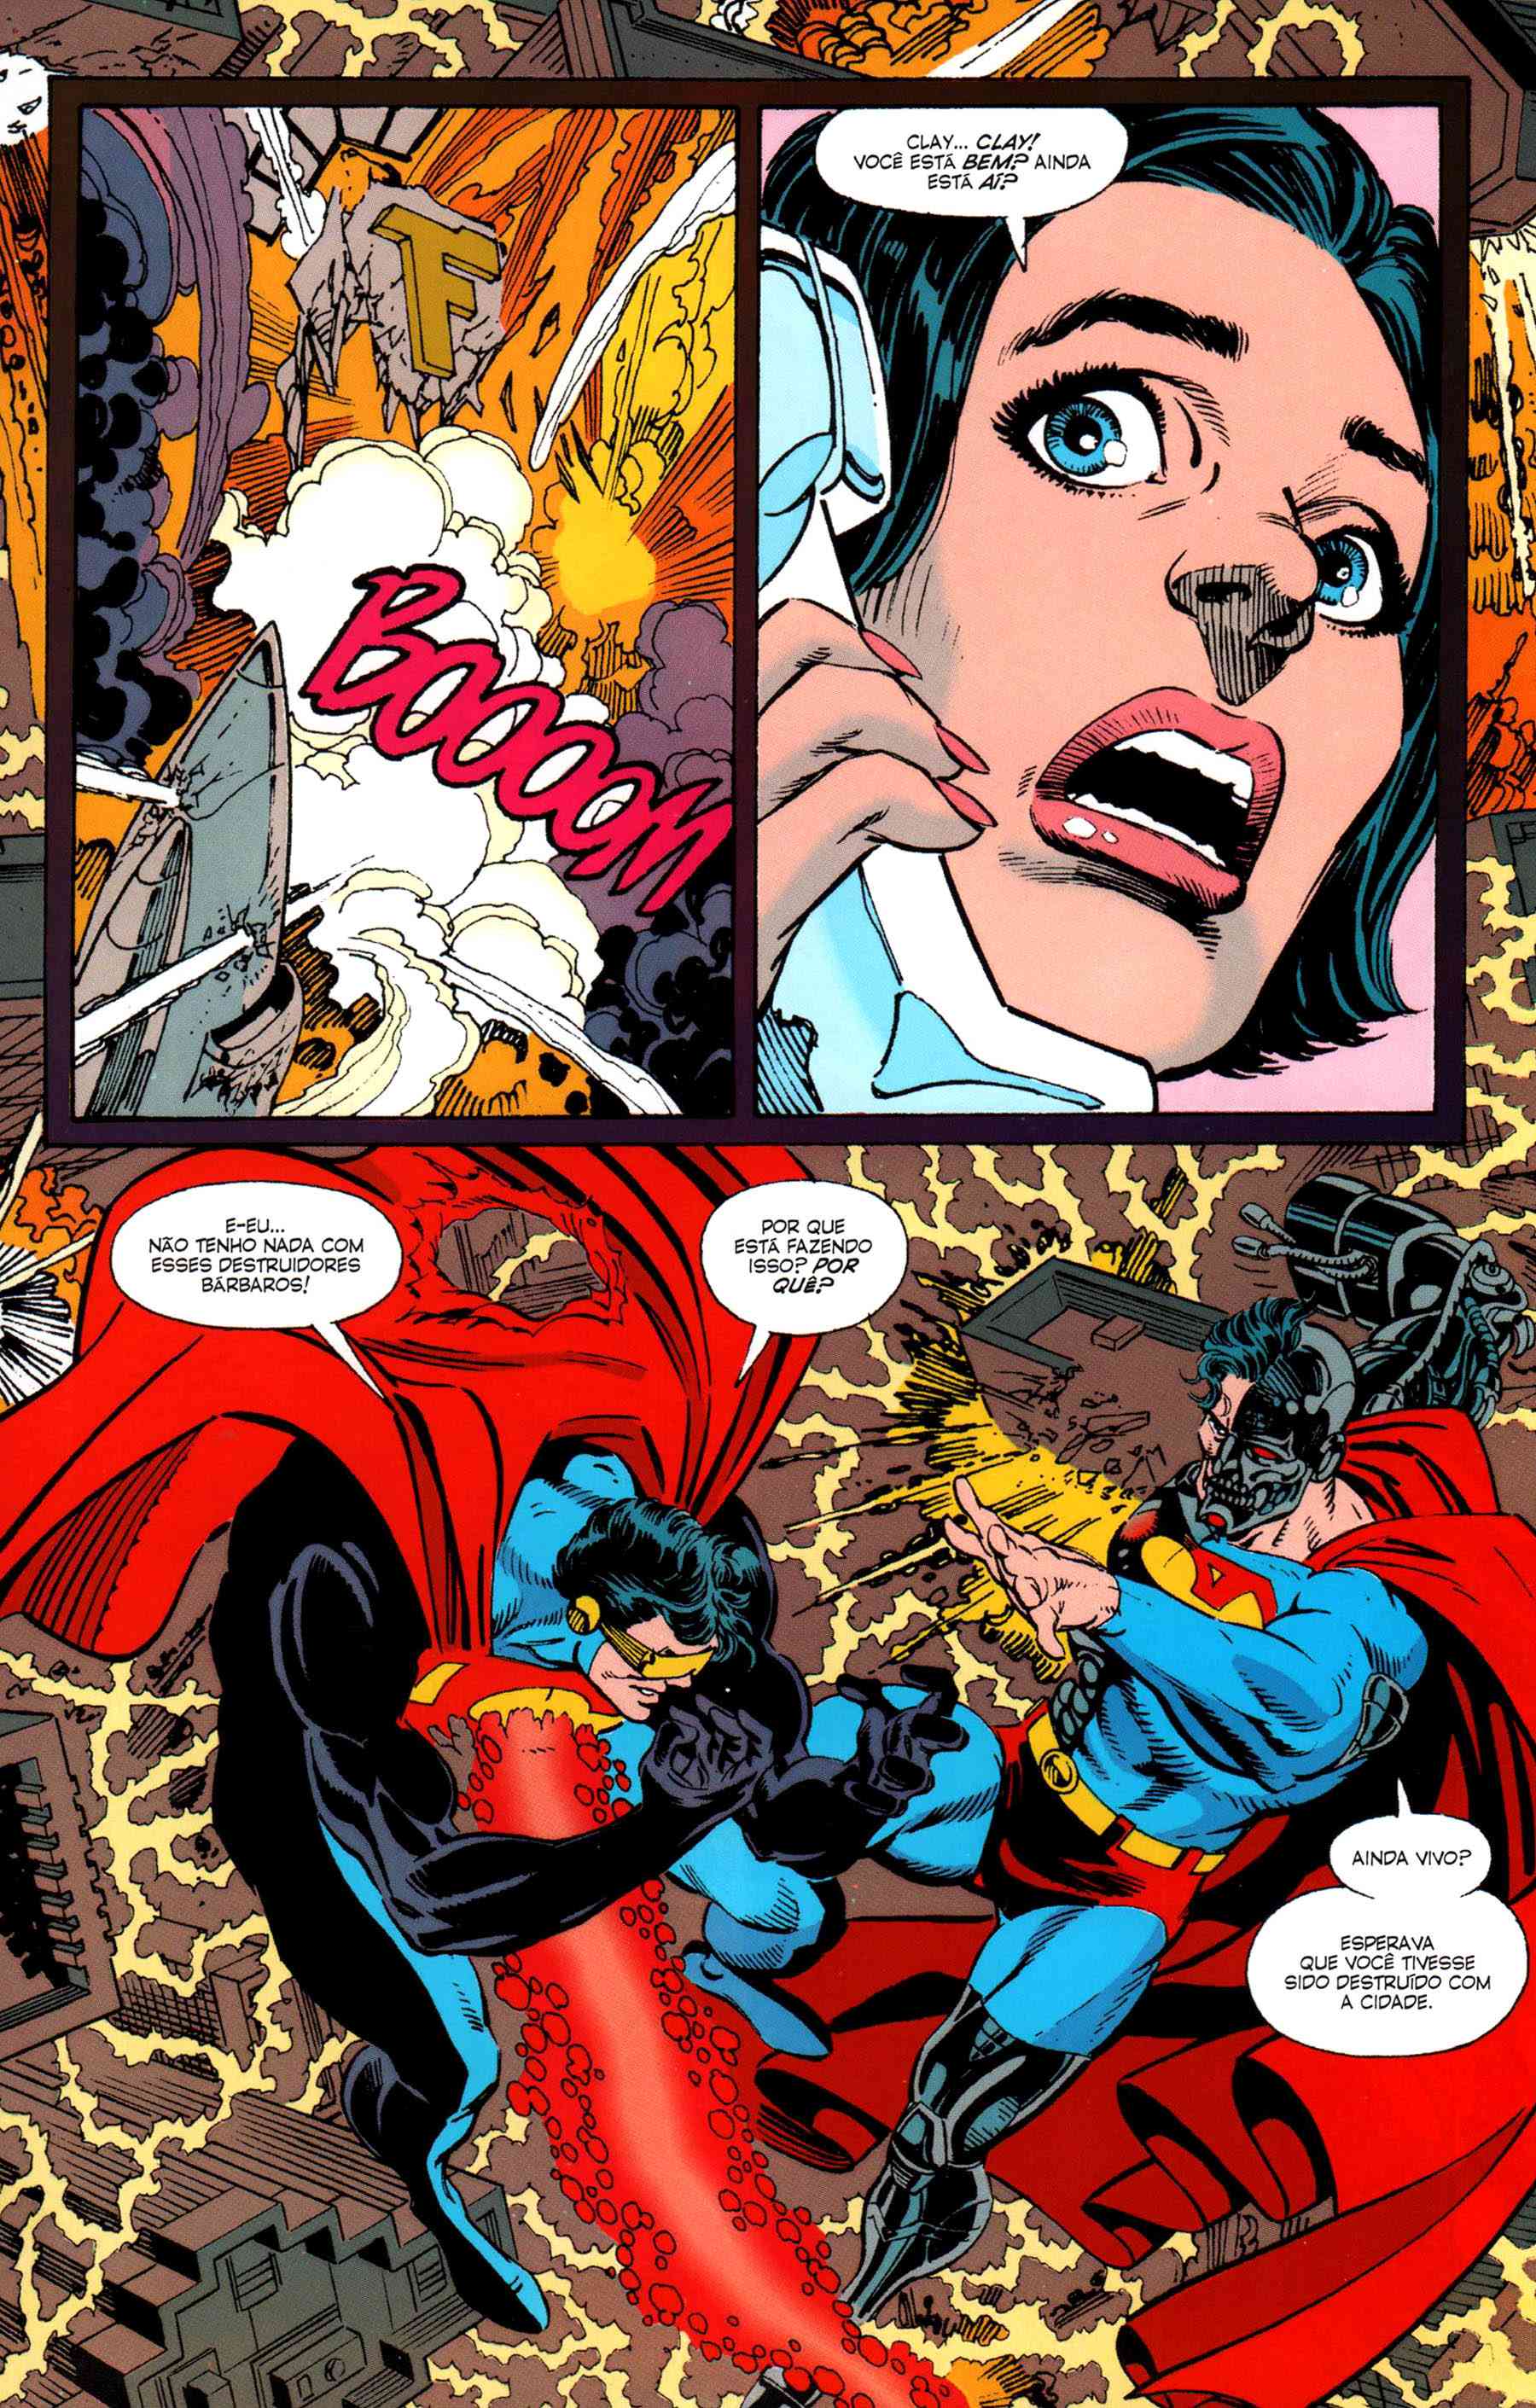 F
BOOOOM
CLAY... CLAY!
VOCÊ ESTÁ BEM? AINDA
ESTÁ AÍ?
E-EU...
NÃO TENHO NADA COM
ESSES DESTRUIDORES
BÁRBAROS!
POR QUE
ESTÁ FAZENDO
ISSO? POR
QUÊ?
AINDA VIVO?
ESPERAVA
QUE VOCÊ TIVESSE
SIDO DESTRUÍDO COM
A CIDADE.